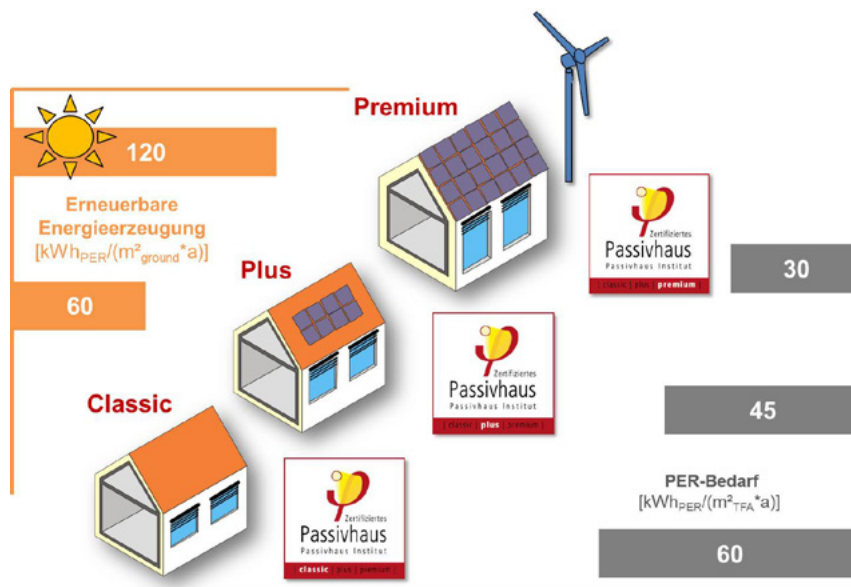 Premium
120
Erneuerbare
Energieerzeugung
[kWhPER/(m²ground*a)]
Zertifiziertes
Passivhaus
Passivhaus Institut
| classic | plus | premium |
30
Plus
60
Zertifiziertes
Passivhaus
Passivhaus Institut
| classic | plus | premium |
Classic
45
Zertifiziertes
Passivhaus
Passivhaus Institut
classic | plus | premium |
PER-Bedarf
[kWhPER/(m²TFA*a)]
60